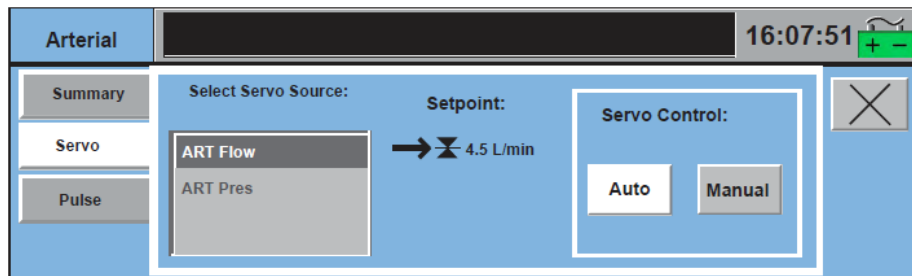 Arterial
16:07:51
+ −
Summary
Servo
Pulse
Select Servo Source:
ART Flow
ART Pres
Setpoint:
4.5 L/min
Servo Control:
Auto
Manual